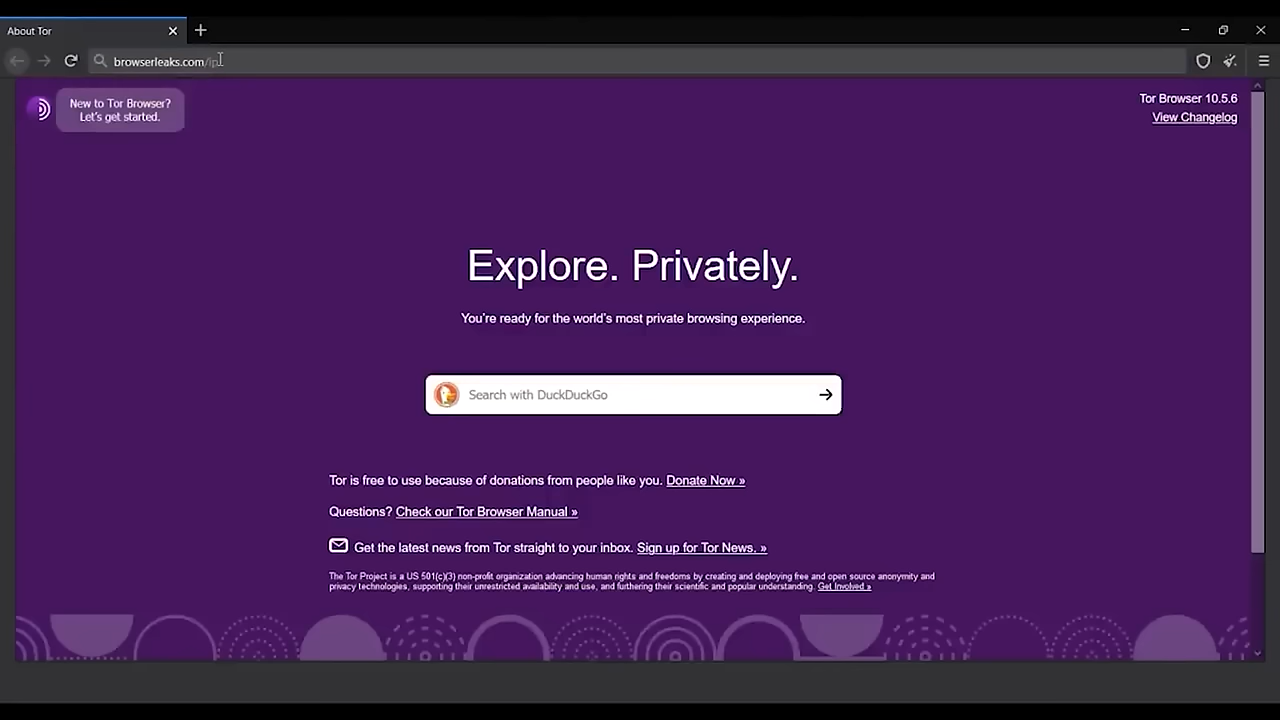 About Tor
browserleaks.com/ip
New to Tor Browser?
Let's get started.
Tor Browser 10.5.6
View Changelog
Explore. Privately.
You're ready for the world's most private browsing experience.
Search with DuckDuckGo
Tor is free to use because of donations from people like you. Donate Now »
Questions? Check our Tor Browser Manual »
Get the latest news from Tor straight to your inbox. Sign up for Tor News. »
The Tor Project is a US 501(c)(3) non-profit organization advancing human rights and freedoms by creating and deploying free and open source anonymity and
privacy technologies, supporting their unrestricted availability and use, and furthering their scientific and popular understanding. Get Involved »